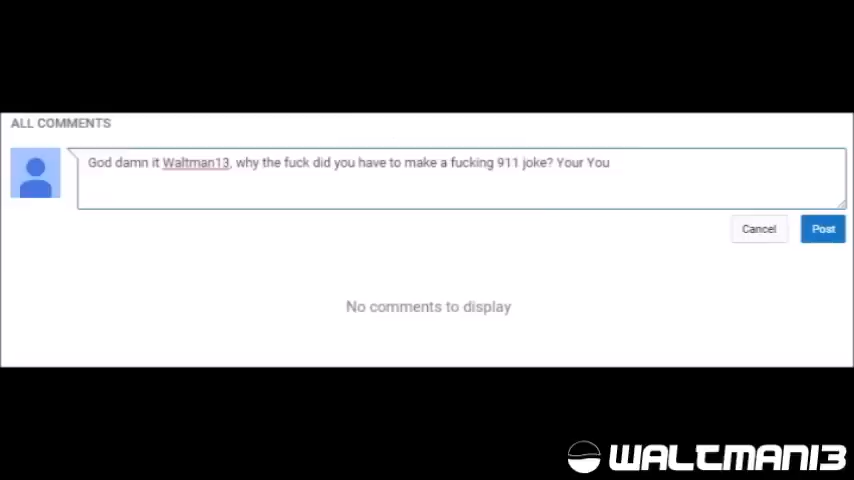 ALL COMMENTS
God damn it Waltman13, why the fuck did you have to make a fucking 911 joke? Your You
Cancel
Post
No comments to display
WALTMAN13